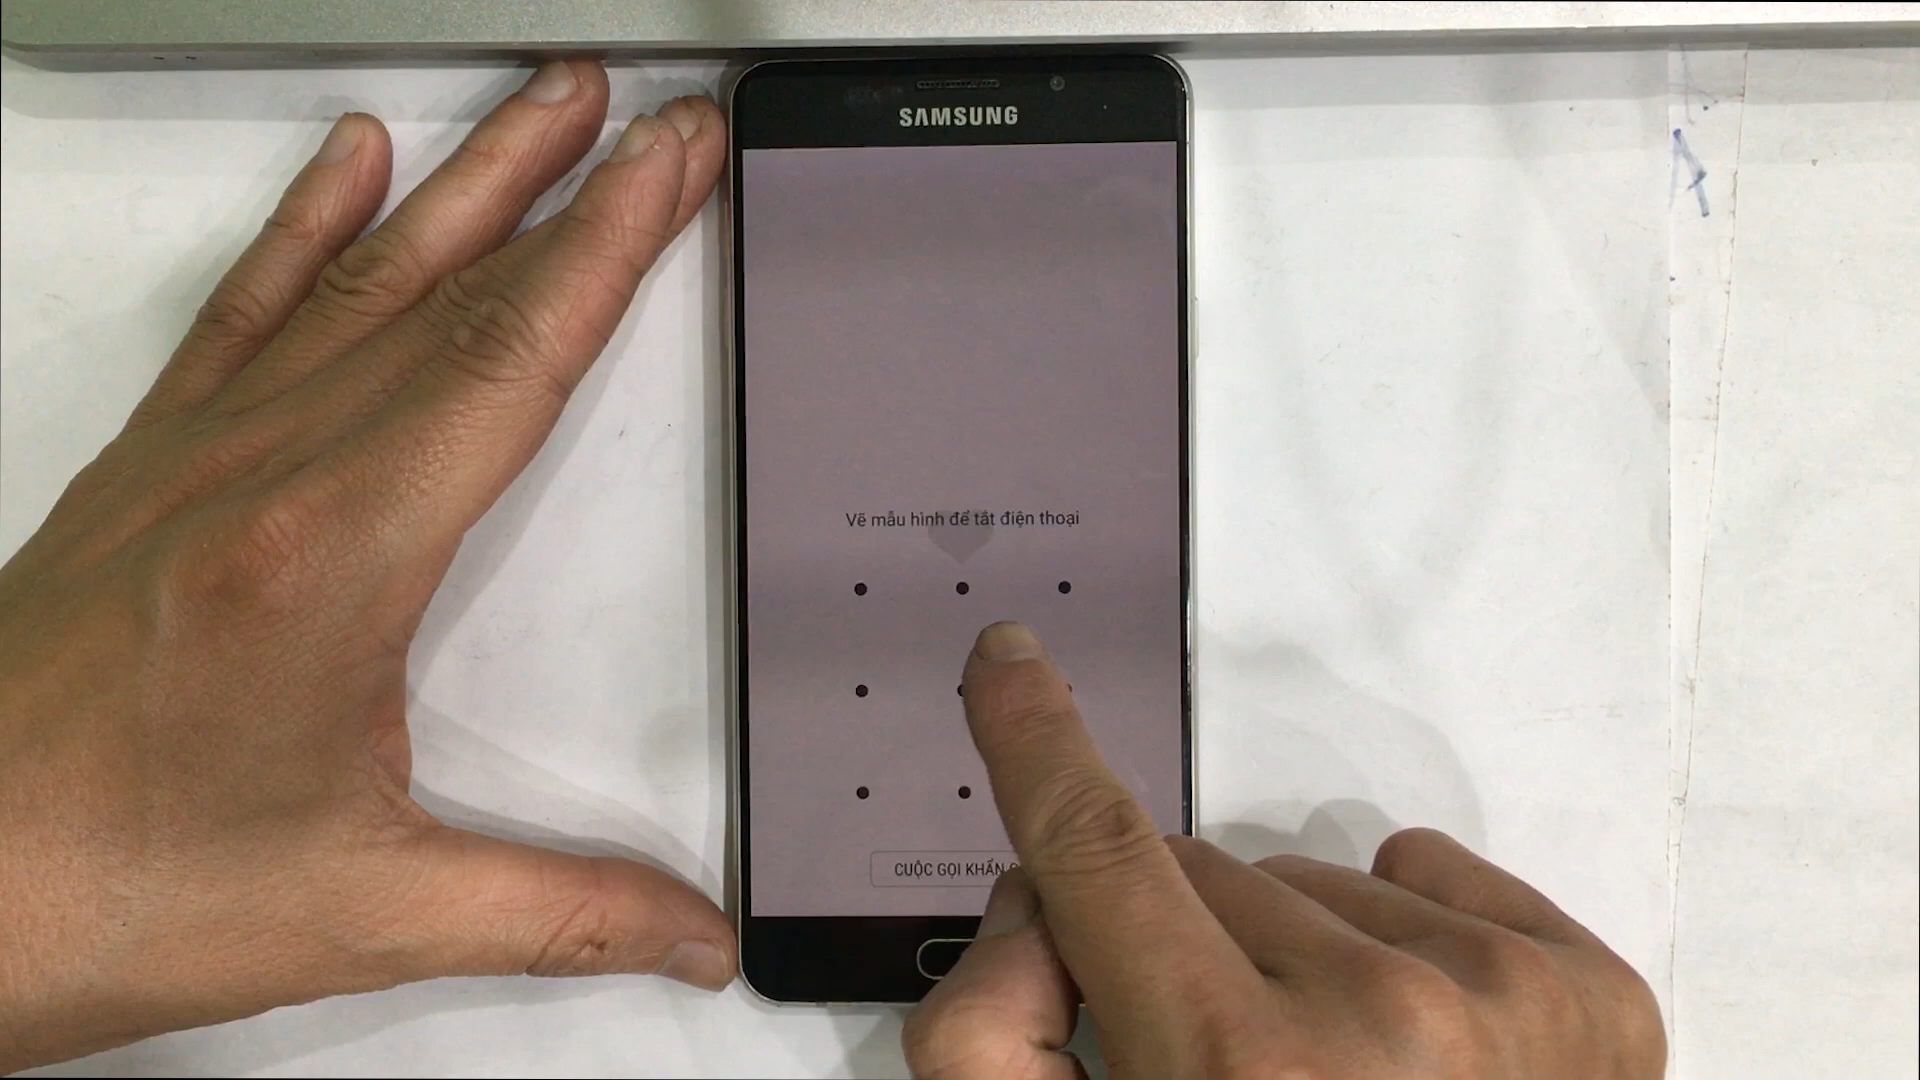 SAMSUNG
Vẽ mẫu hình để tắt điện thoại
CUỘC GỌI KHẨN
A